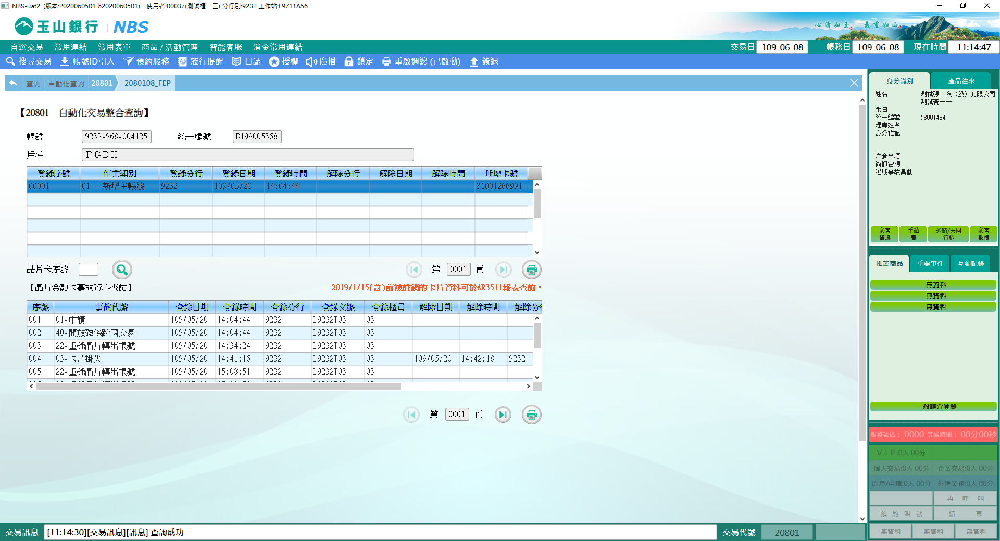 NBS-uat2 (版本:2020060501.b2020060501) 使用者:00037(測試櫃一三) 分行別:9232 工作站:L9711A56
玉山銀行 | NBS
心清如玉。 義重如山。
自選交易 常用連結 常用表單 商品 / 活動管理 智能客服 消金常用連結 交易日 109-06-08 帳務日 109-06-08 現在時間 11:14:47
搜尋交易 帳號ID引入 預約服務 蒞行提醒 日誌 授權 廣播 鎖定 重啟週邊 (已啟動) 簽退
查詢 自動化查詢 20801 2080108_FEP
【20801 自動化交易整合查詢】
帳號 9232-968-004125 統一編號 B199005368
戶名 ＦＧＤＨ
登錄序號 作業類別 登錄分行 登錄日期 登錄時間 解除分行 解除日期 解除時間 所屬卡號
00001 01 - 新增主帳號 9232 109/05/20 14:04:44 31001266991
晶片卡序號 第 0001 頁
【晶片金融卡事故資料查詢】 2019/1/15(含)前被註銷的卡片資料可於AR3511報表查詢。
序號 事故代號 登錄日期 登錄時間 登錄分行 登錄文號 登錄櫃員 解除日期 解除時間 解除分行
001 01-申請 109/05/20 14:04:44 9232 L9232T03 03
002 40-開放磁條跨國交易 109/05/20 14:04:44 9232 L9232T03 03
003 22-重錄晶片轉出帳號 109/05/20 14:34:24 9232 L9232T03 03
004 03-卡片掛失 109/05/20 14:41:16 9232 L9232T03 03 109/05/20 14:42:18 9232
005 22-重錄晶片轉出帳號 109/05/20 15:08:51 9232 L9232T03 03
第 0001 頁
身分識別 產品往來
姓名 測試張二夜（股）有限公司
測試黃一一
生日
統一編號 58001484
理專姓名
身分註記
注意事項
簡訊密碼
近期事故異動
顧客資訊 手續費 通路/共同行銷 顧客影像
推薦商品 重要事件 互動記錄
無資料
無資料
無資料
一般轉介登錄
服務號碼： 0000 等候時間： 00分00秒
ＶＩＰ:0人 00分
個人交易:0人 00分 企業交易:0人 00分
開戶/申請:0人 00分 外匯業務:0人 00分
再 呼 叫
預 約 叫 號 結 束
無資料 無資料 無資料
交易訊息 [11:14:30][交易訊息][訊息] 查詢成功 交易代號 20801